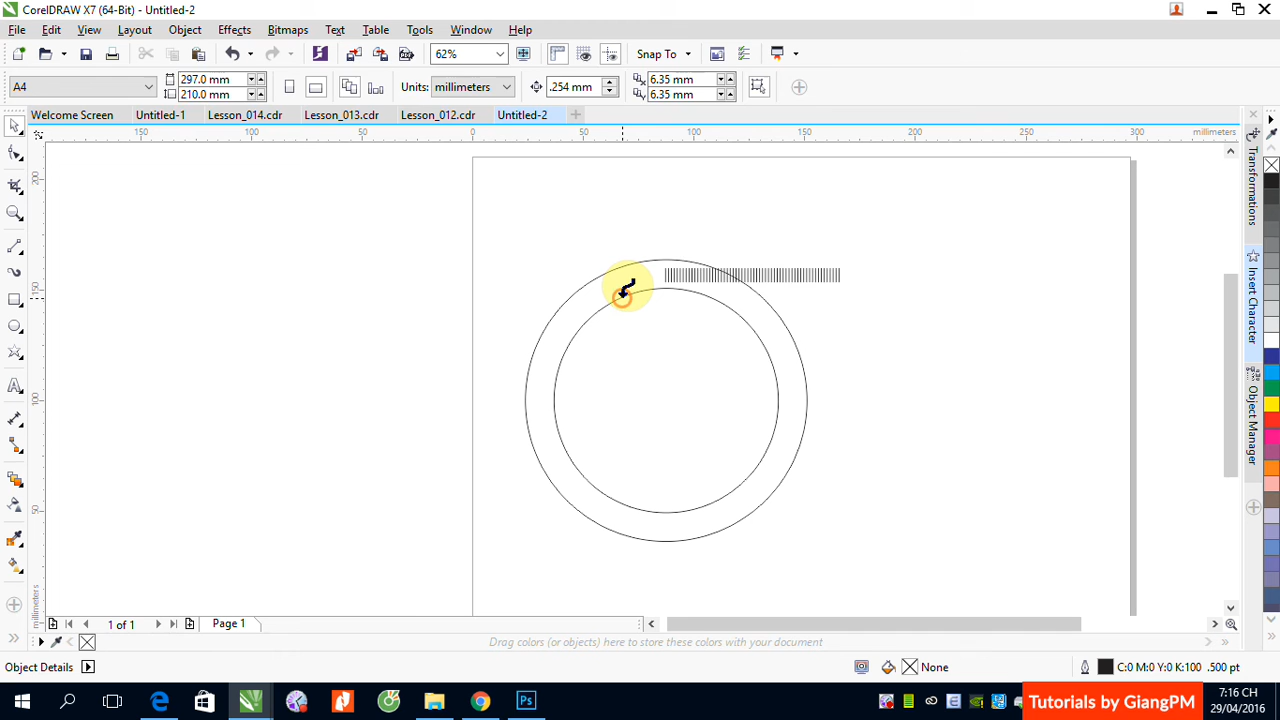 CorelDRAW X7 (64-Bit) - Untitled-2
File Edit View Layout Object Effects Bitmaps Text Table Tools Window Help
62% Snap To
A4 297.0 mm 210.0 mm Units: millimeters .254 mm 6.35 mm 6.35 mm
Welcome Screen Untitled-1 Lesson_014.cdr Lesson_013.cdr Lesson_012.cdr Untitled-2
150 100 50 0 50 100 150 200 250 300 millimeters
200
150
100
50
millimeters
Transformations
Insert Character
Object Manager
1 of 1 Page 1
Drag colors (or objects) here to store these colors with your document
Object Details None C:0 M:0 Y:0 K:100 .500 pt
Tutorials by GiangPM
7:16 CH
29/04/2016